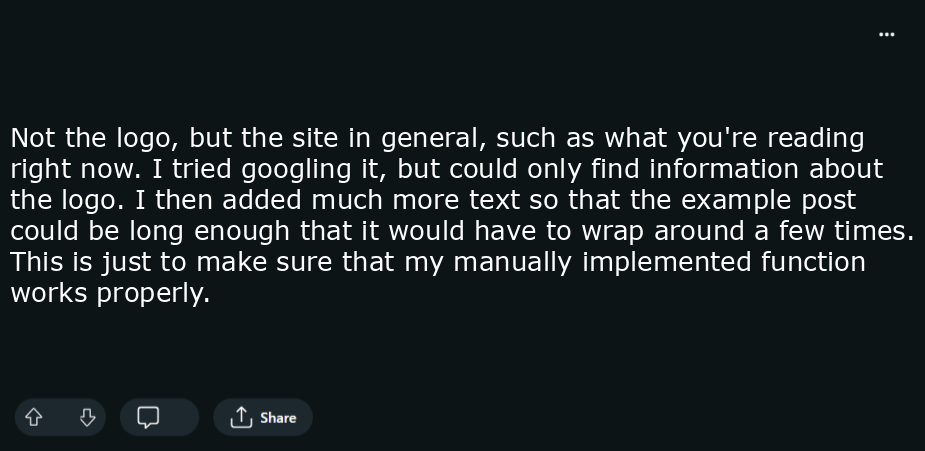 Not the logo, but the site in general, such as what you're reading
right now. I tried googling it, but could only find information about
the logo. I then added much more text so that the example post
could be long enough that it would have to wrap around a few times.
This is just to make sure that my manually implemented function
works properly.
Share